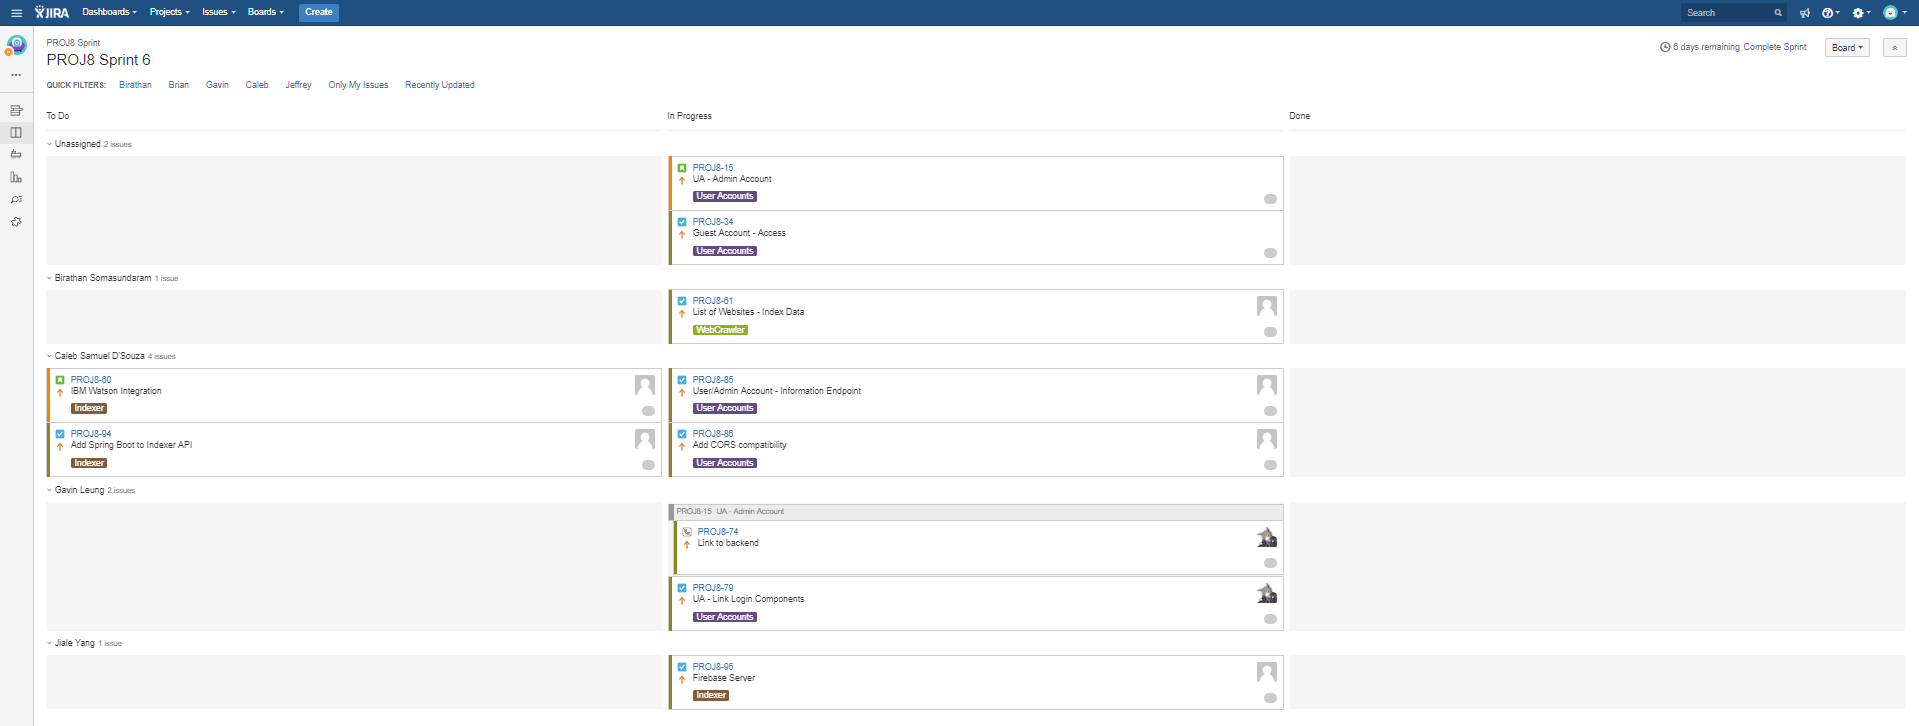 JIRA Dashboards Projects Issues Boards Create Search
PROJ8 Sprint
PROJ8 Sprint 6
6 days remaining Complete Sprint Board
QUICK FILTERS: Birathan Brian Gavin Caleb Jeffrey Only My Issues Recently Updated
To Do In Progress Done
Unassigned 2 issues
PROJ8-15
UA - Admin Account
User Accounts
PROJ8-34
Guest Account - Access
User Accounts
Birathan Somasundaram 1 issue
PROJ8-61
List of Websites - Index Data
WebCrawler
Caleb Samuel D'Souza 4 issues
PROJ8-60
IBM Watson Integration
Indexer
PROJ8-94
Add Spring Boot to Indexer API
Indexer
PROJ8-85
User/Admin Account - Information Endpoint
User Accounts
PROJ8-86
Add CORS compatibility
User Accounts
Gavin Leung 2 issues
PROJ8-15 UA - Admin Account
PROJ8-74
Link to backend
PROJ8-79
UA - Link Login Components
User Accounts
Jiale Yang 1 issue
PROJ8-95
Firebase Server
Indexer